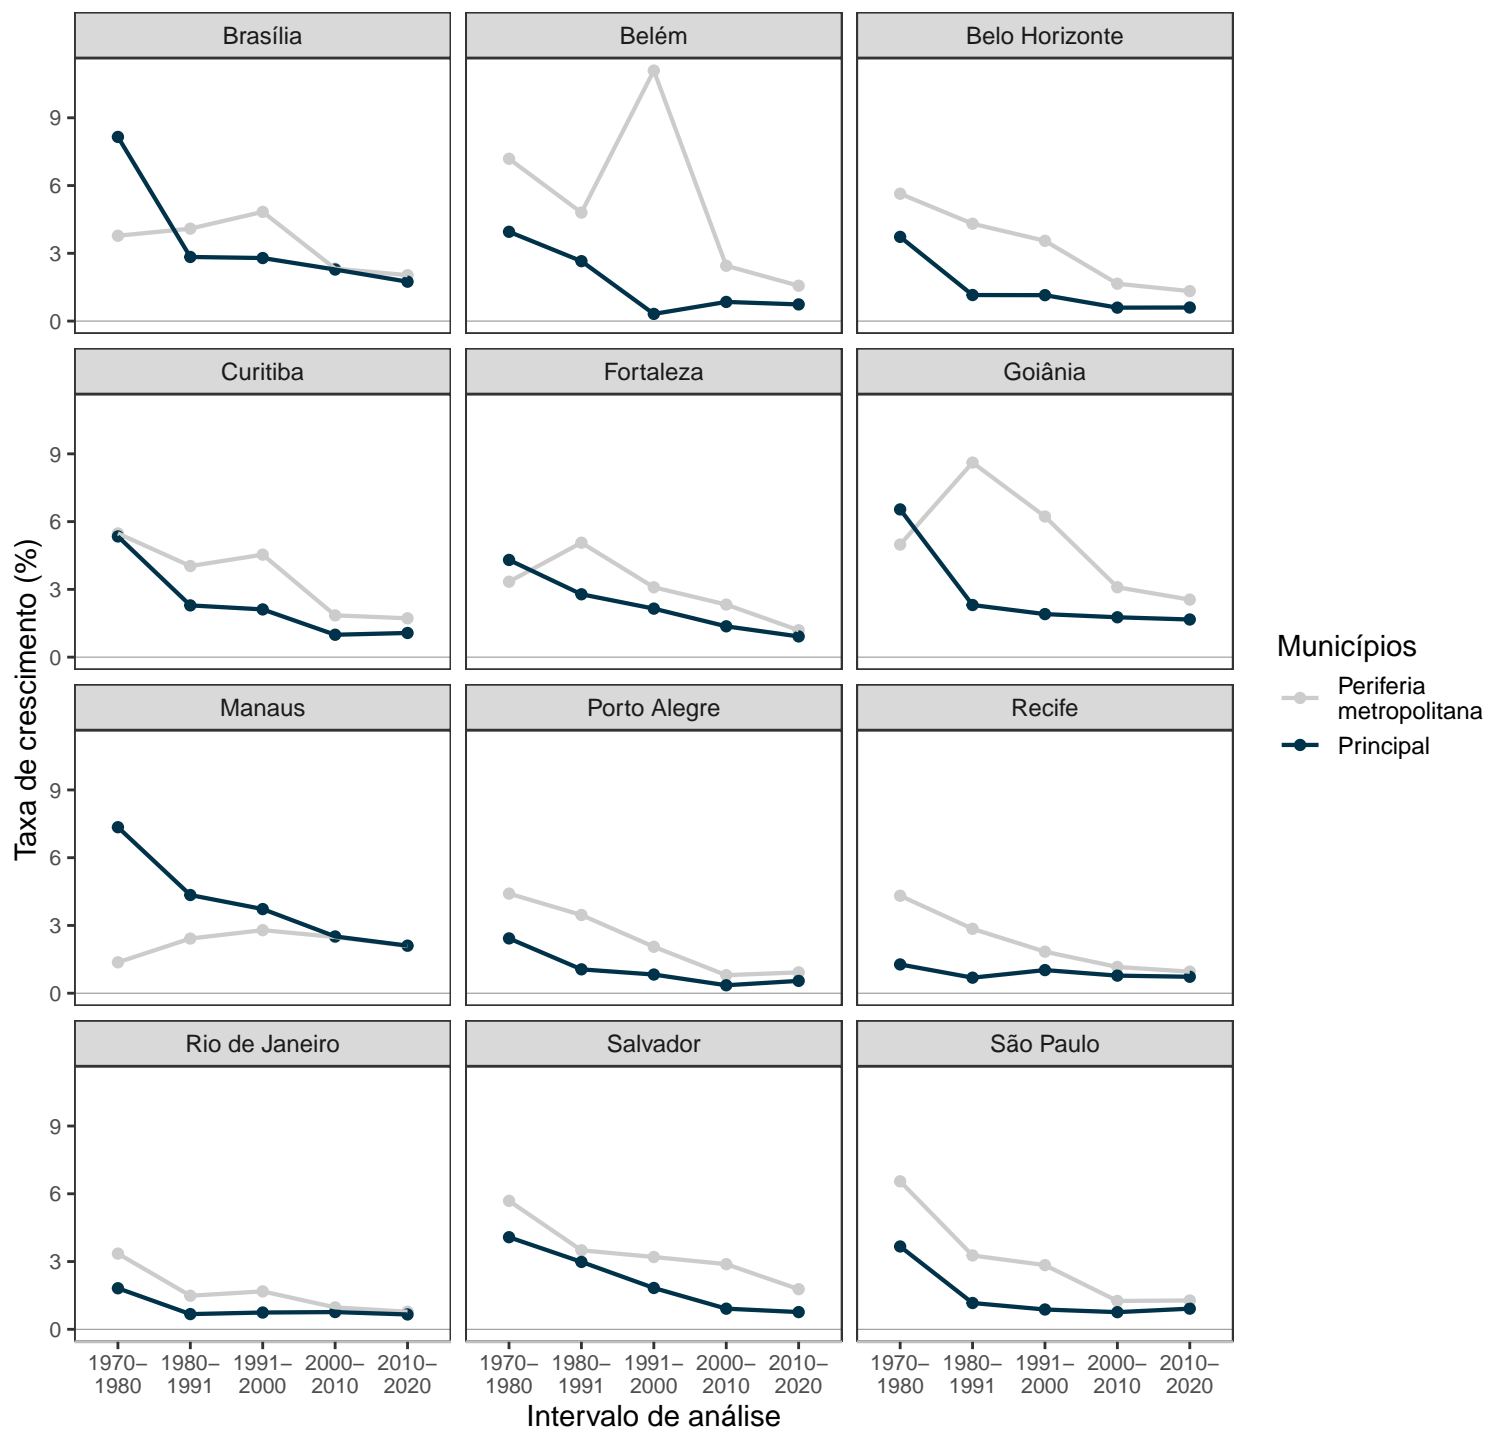 Brasília
Belém
Belo Horizonte
9
6
3
0
Curitiba
Fortaleza
Goiânia
9
6
3
0
Manaus
Porto Alegre
Recife
9
6
3
0
Rio de Janeiro
Salvador
São Paulo
9
6
3
0
1970–
1980
1980–
1991
1991–
2000
2000–
2010
2010–
2020
1970–
1980
1980–
1991
1991–
2000
2000–
2010
2010–
2020
1970–
1980
1980–
1991
1991–
2000
2000–
2010
2010–
2020
Intervalo de análise
Taxa de crescimento (%)
Municípios
Periferia
metropolitana
Principal